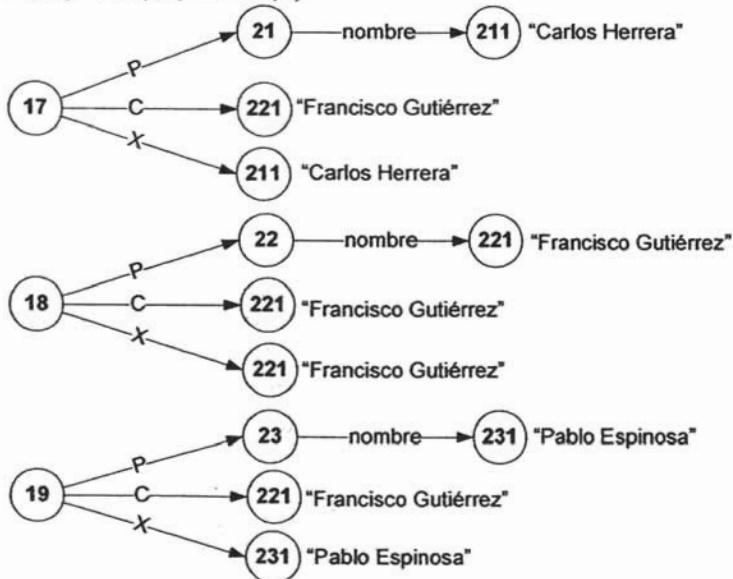 21 nombre 211 "Carlos Herrera"
P
17 C 221 "Francisco Gutiérrez"
X
211 "Carlos Herrera"
22 nombre 221 "Francisco Gutiérrez"
P
18 C 221 "Francisco Gutiérrez"
X
221 "Francisco Gutiérrez"
23 nombre 231 "Pablo Espinosa"
P
19 C 221 "Francisco Gutiérrez"
X
231 "Pablo Espinosa"